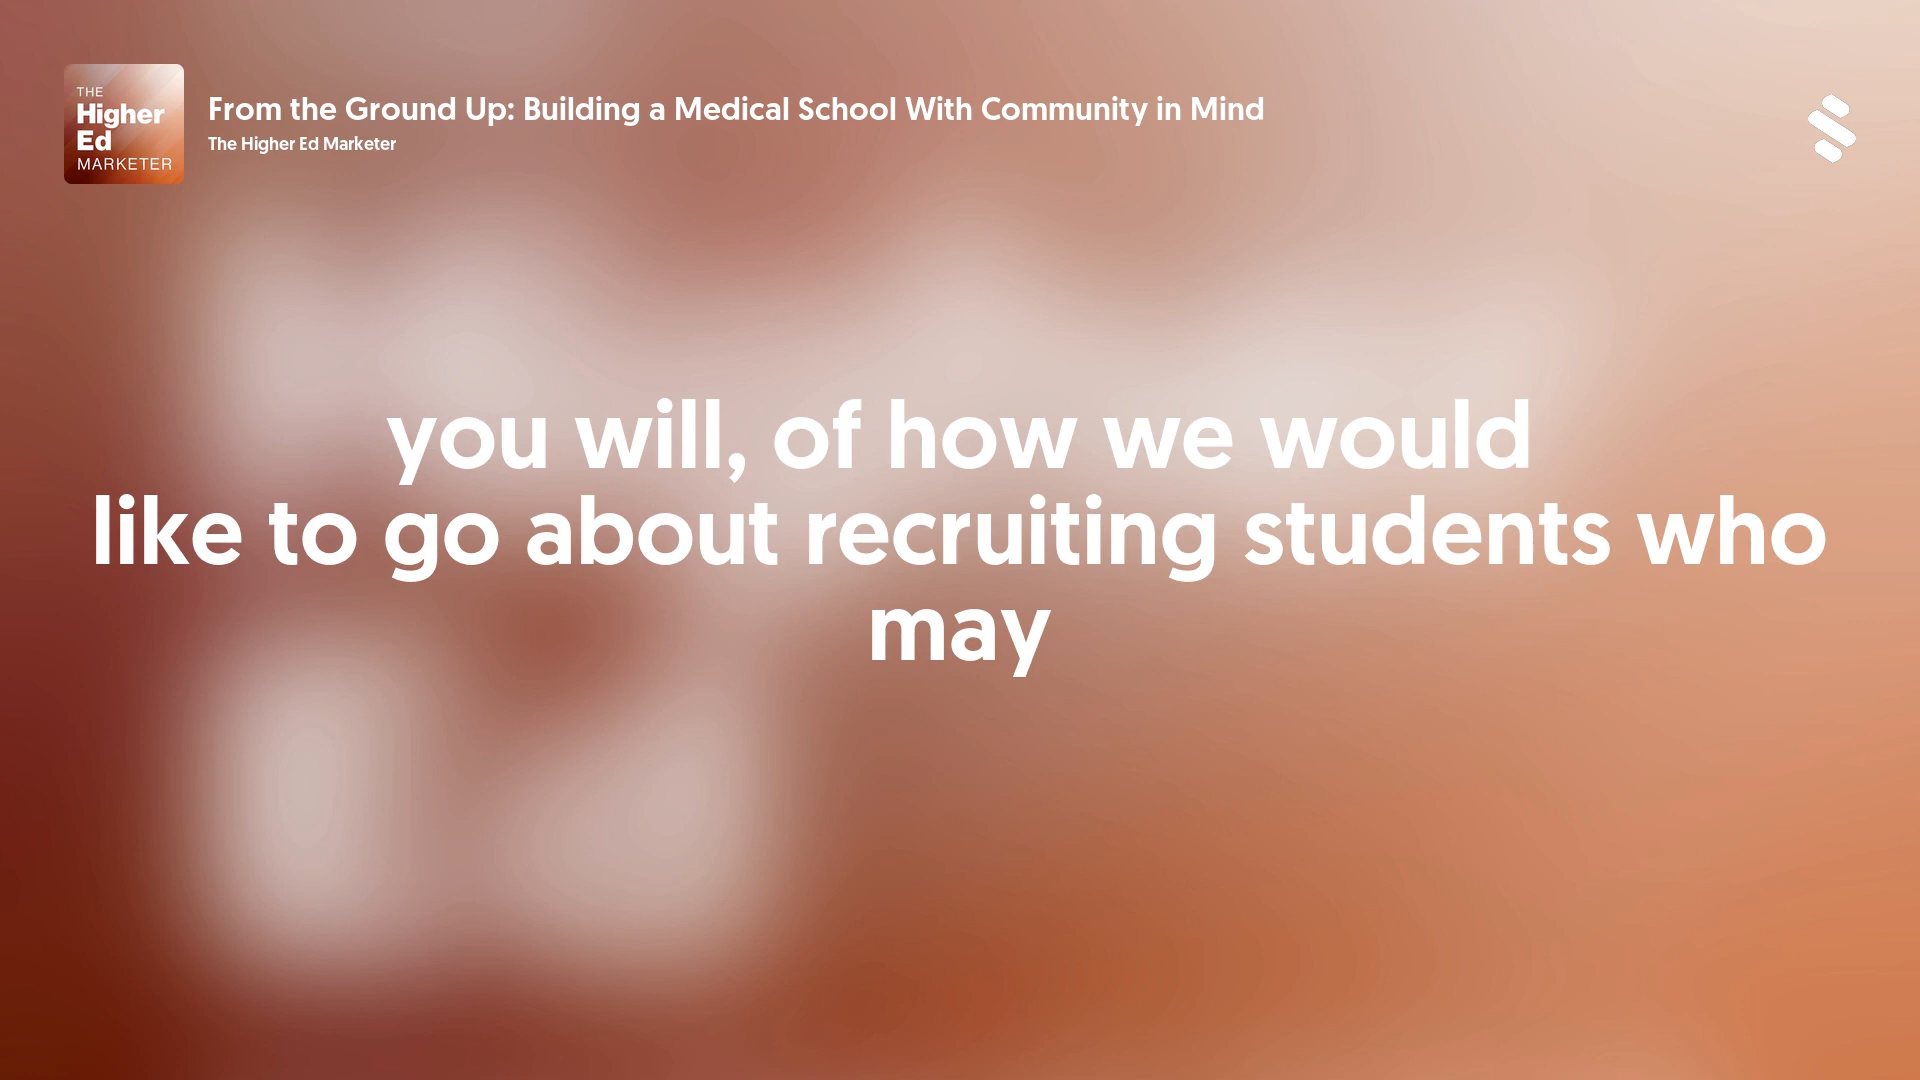 THE
Higher
Ed
MARKETER
From the Ground Up: Building a Medical School With Community in Mind
The Higher Ed Marketer
you will, of how we would
like to go about recruiting students who
may